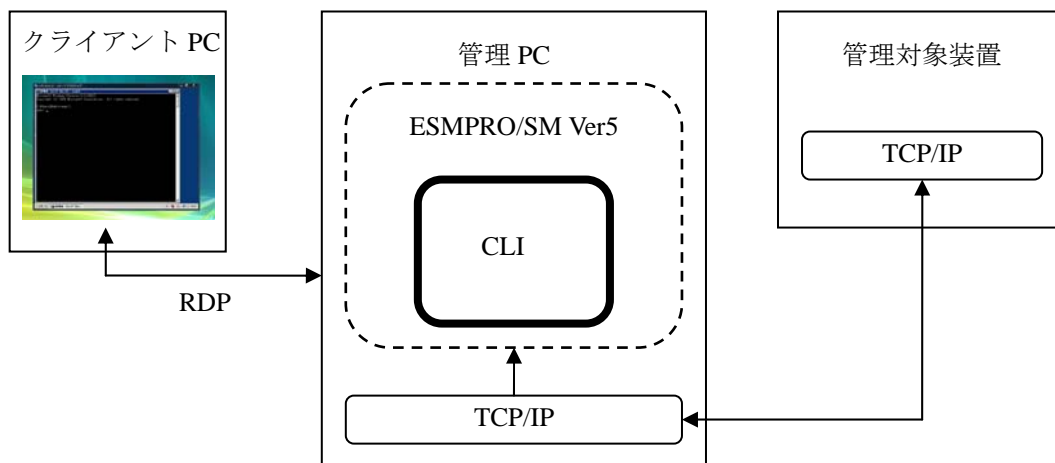 クライアント PC
RDP
管理 PC
ESMPRO/SM Ver5
CLI
TCP/IP
管理対象装置
TCP/IP